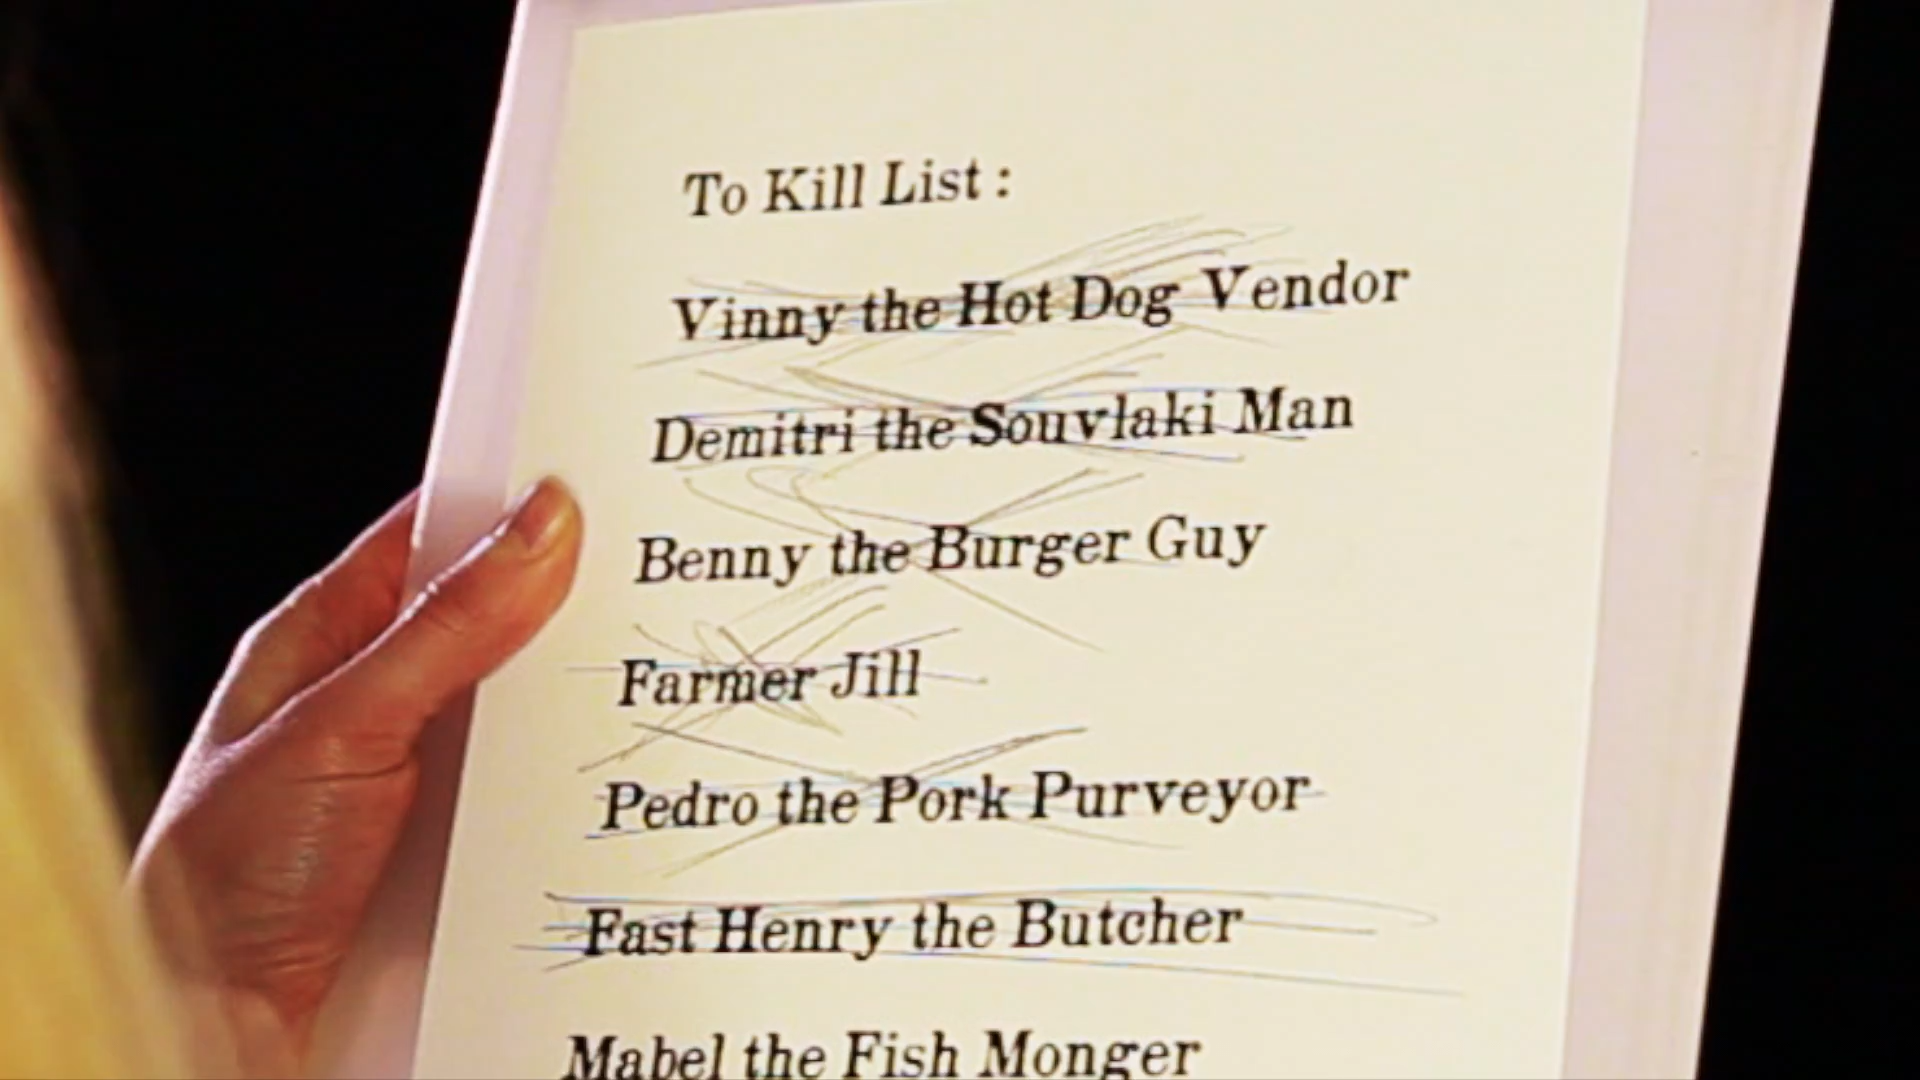 To Kill List :
Vinny the Hot Dog Vendor
Demitri the Souvlaki Man
Benny the Burger Guy
Farmer Jill
Pedro the Pork Purveyor
Fast Henry the Butcher
Mabel the Fish Monger